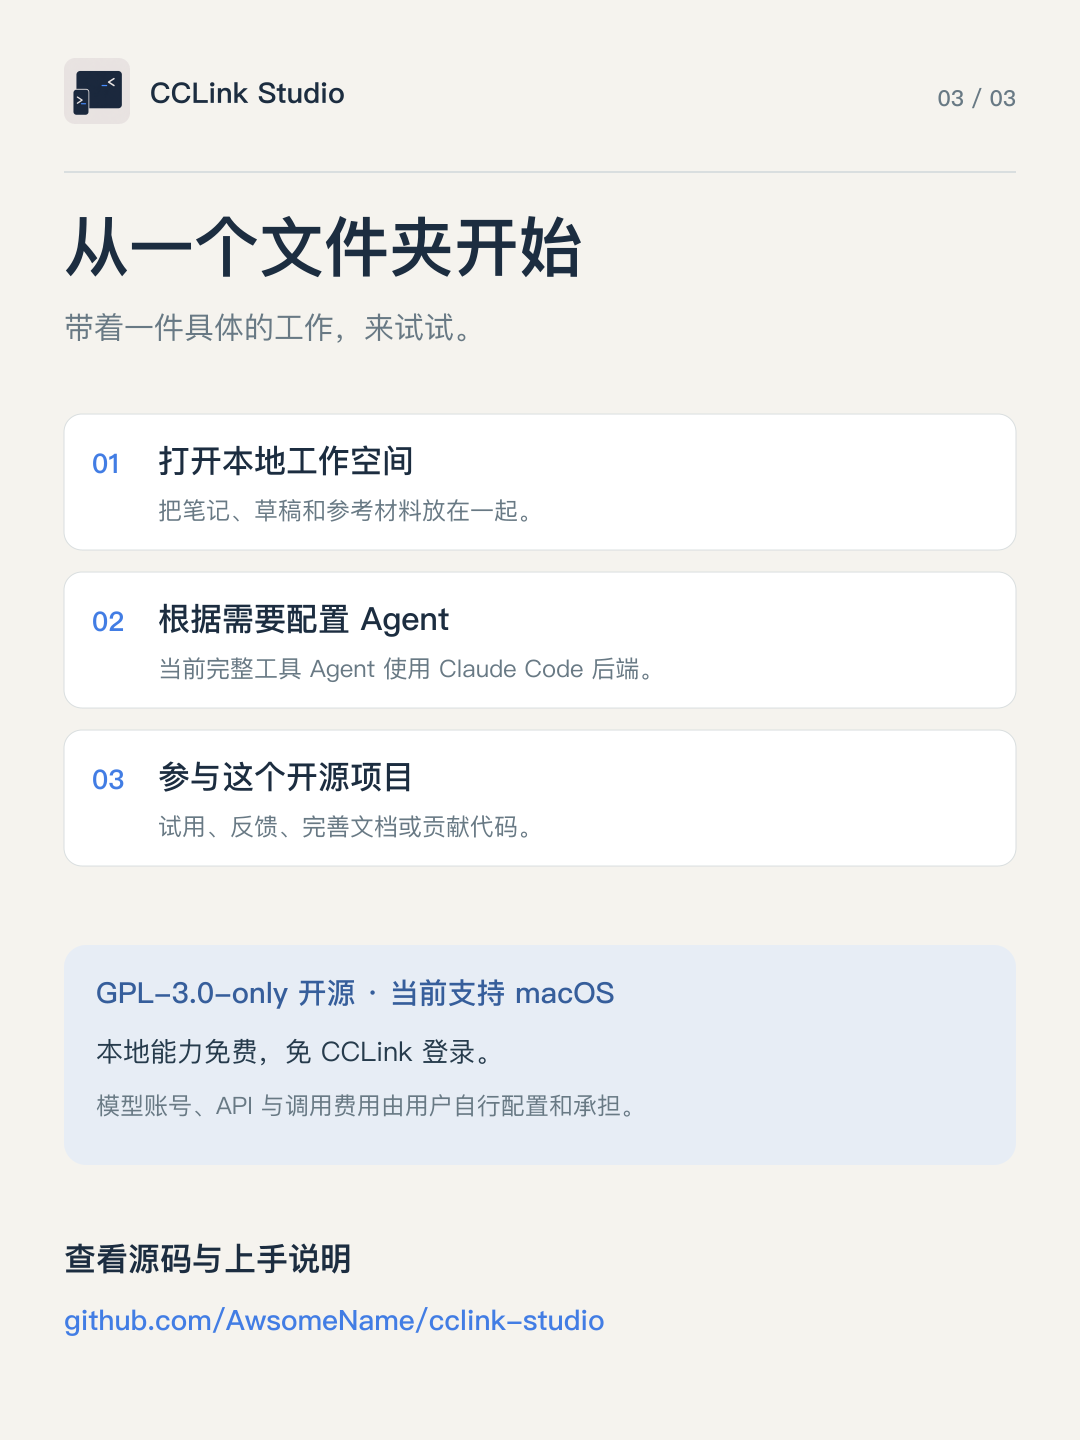 CCLink Studio
03 / 03
从一个文件夹开始
带着一件具体的工作，来试试。
01 打开本地工作空间
把笔记、草稿和参考材料放在一起。
02 根据需要配置 Agent
当前完整工具 Agent 使用 Claude Code 后端。
03 参与这个开源项目
试用、反馈、完善文档或贡献代码。
GPL-3.0-only 开源 · 当前支持 macOS
本地能力免费，免 CCLink 登录。
模型账号、API 与调用费用由用户自行配置和承担。
查看源码与上手说明
github.com/AwsomeName/cclink-studio